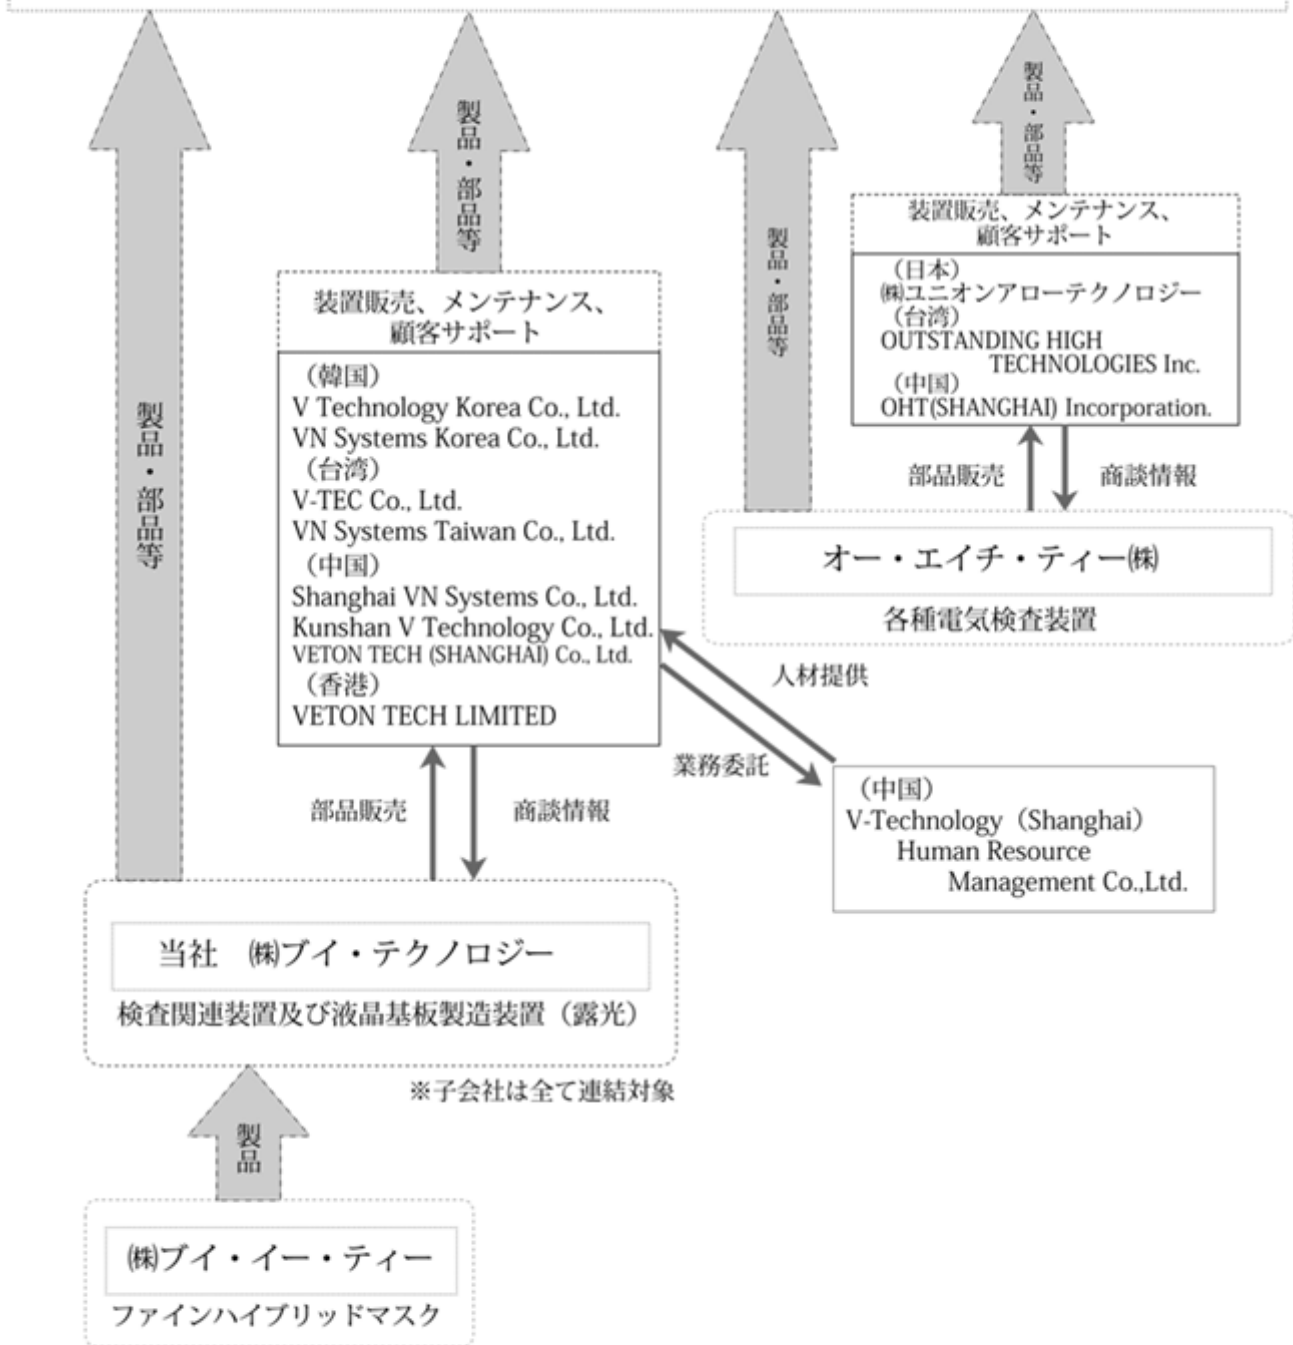 製品・部品等
製品・部品等
製品・部品等
製品・部品等
装置販売、メンテナンス、
顧客サポート
（日本）
㈱ユニオンアローテクノロジー
（台湾）
OUTSTANDING HIGH
TECHNOLOGIES Inc.
（中国）
OHT(SHANGHAI) Incorporation.
部品販売
商談情報
オー・エイチ・ティー㈱
各種電気検査装置
装置販売、メンテナンス、
顧客サポート
（韓国）
V Technology Korea Co., Ltd.
VN Systems Korea Co., Ltd.
（台湾）
V-TEC Co., Ltd.
VN Systems Taiwan Co., Ltd.
（中国）
Shanghai VN Systems Co., Ltd.
Kunshan V Technology Co., Ltd.
VETON TECH (SHANGHAI) Co., Ltd.
（香港）
VETON TECH LIMITED
人材提供
業務委託
（中国）
V-Technology（Shanghai）
Human Resource
Management Co.,Ltd.
部品販売
商談情報
当社　㈱ブイ・テクノロジー
検査関連装置及び液晶基板製造装置（露光）
※子会社は全て連結対象
製品
㈱ブイ・イー・ティー
ファインハイブリッドマスク